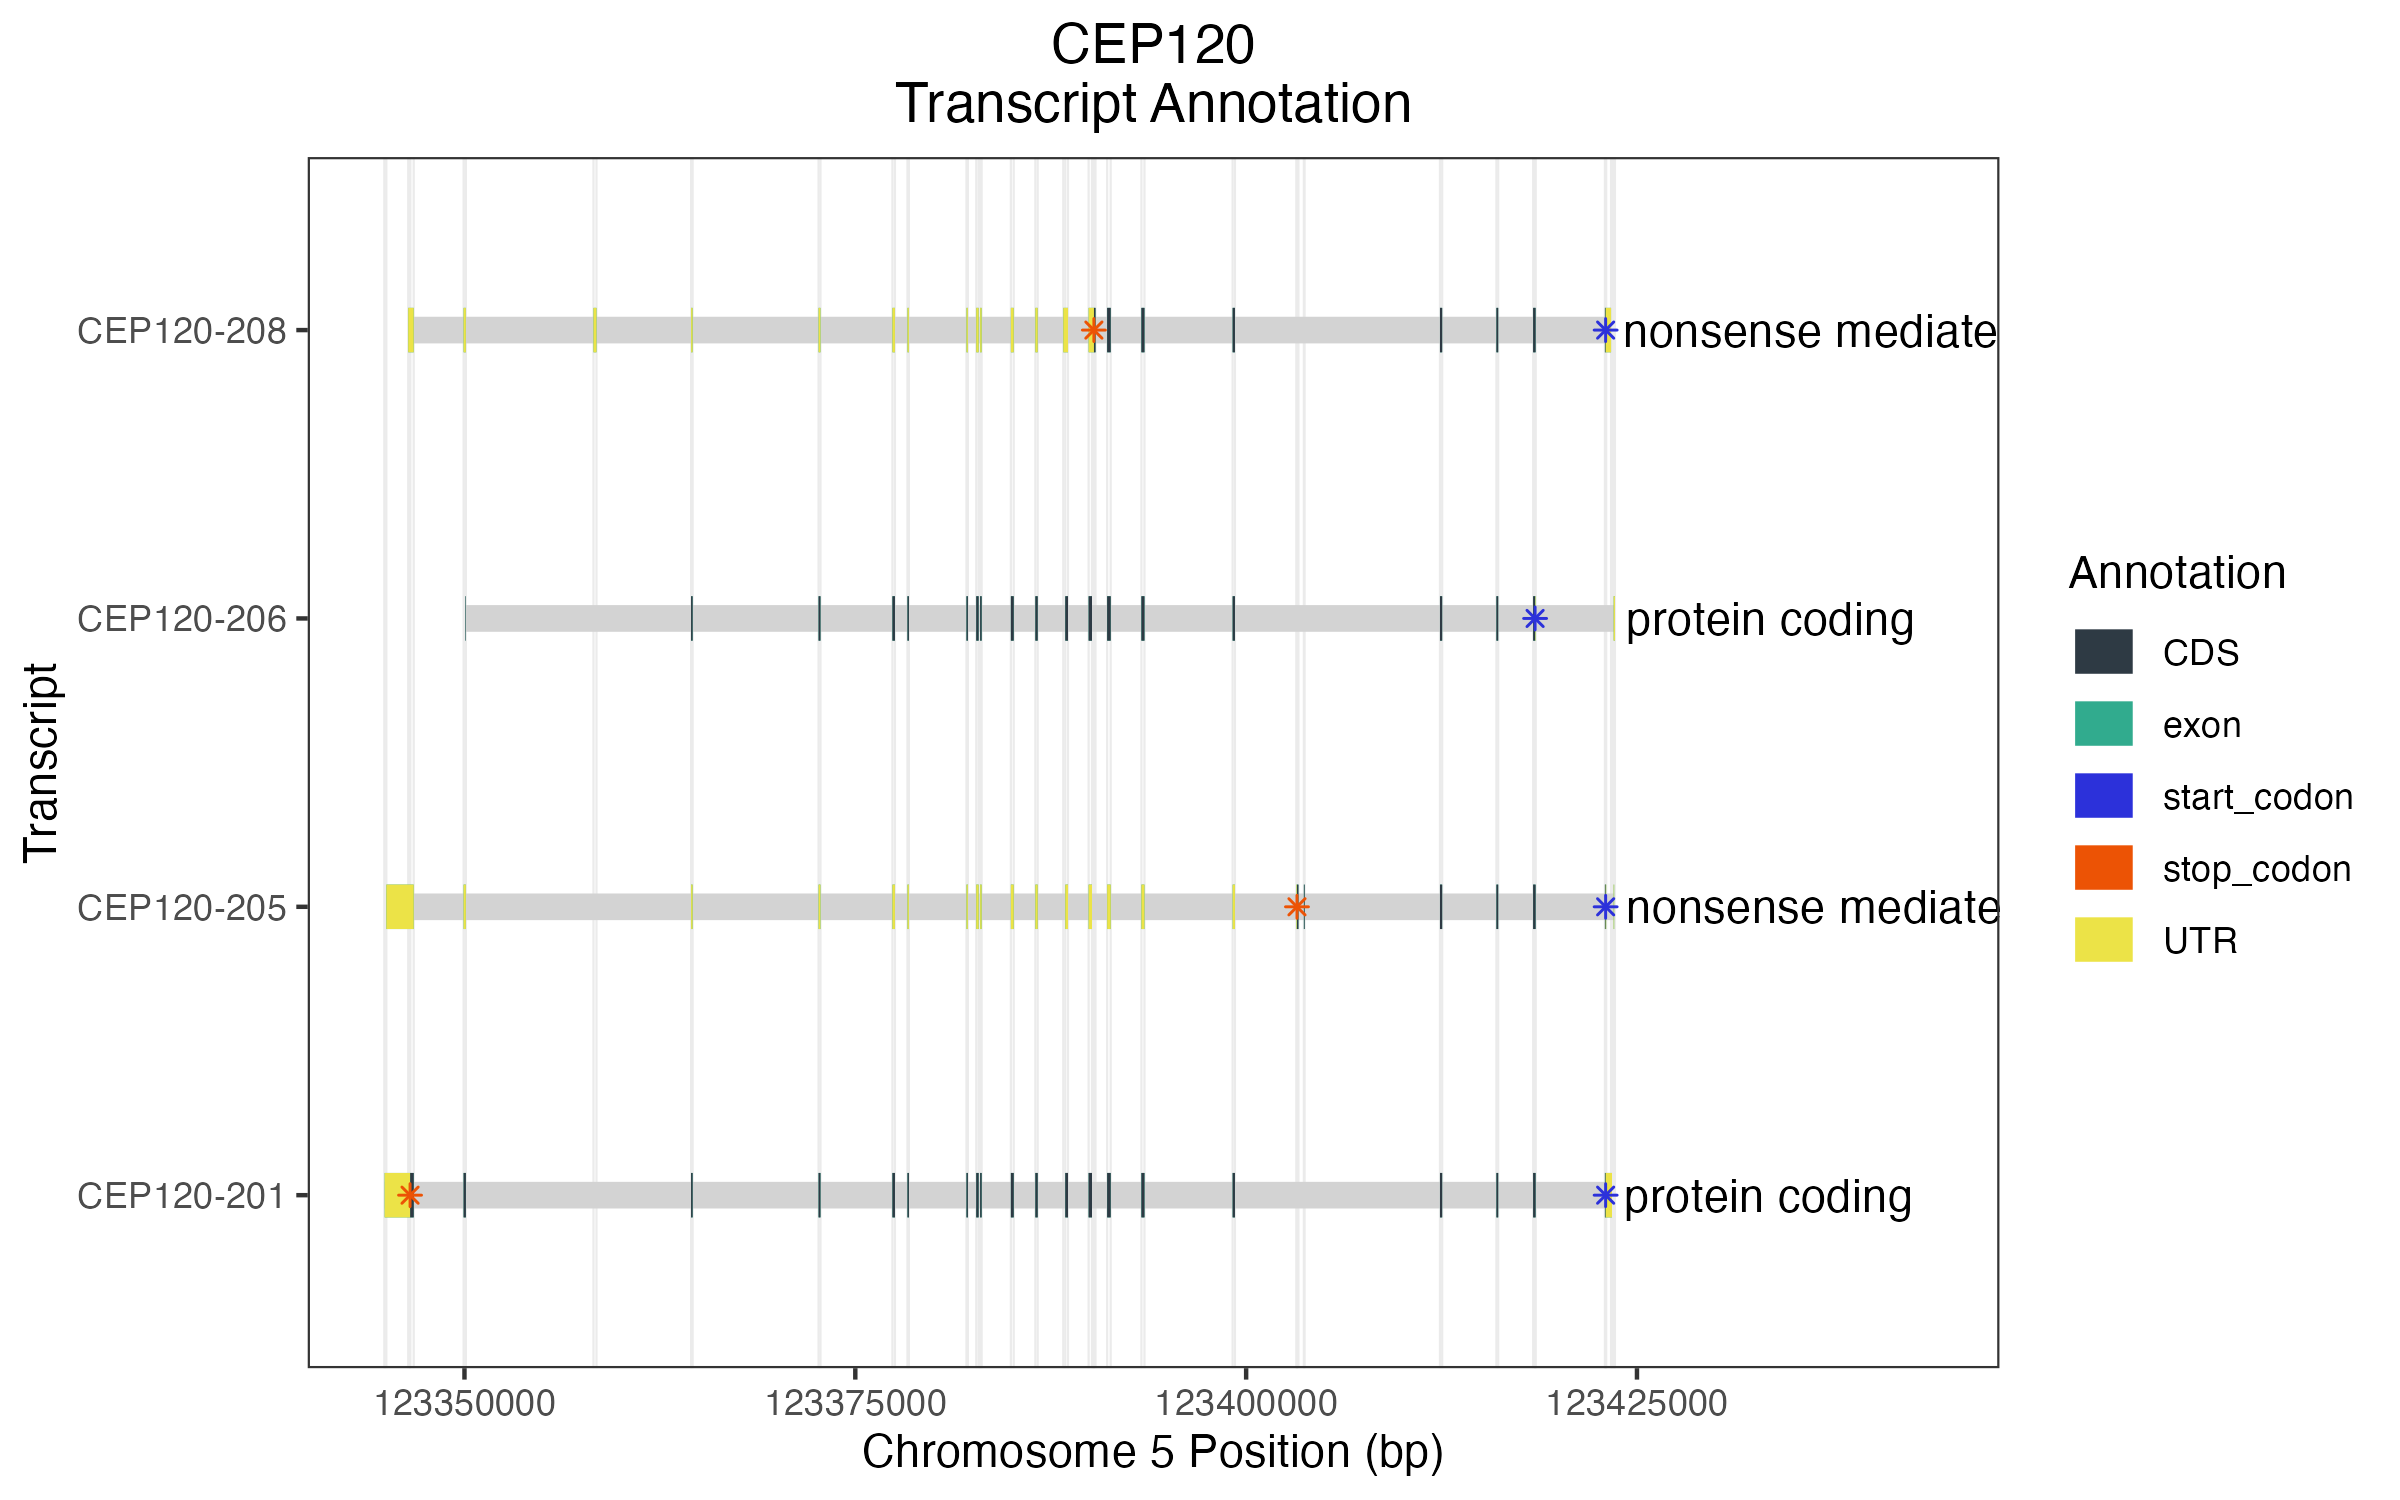 CEP120
Transcript Annotation
CEP120-208
nonsense mediate
CEP120-206
protein coding
CEP120-205
nonsense mediate
CEP120-201
protein coding
Transcript
123350000
123375000
123400000
123425000
Chromosome 5 Position (bp)
Annotation
CDS
exon
start_codon
stop_codon
UTR